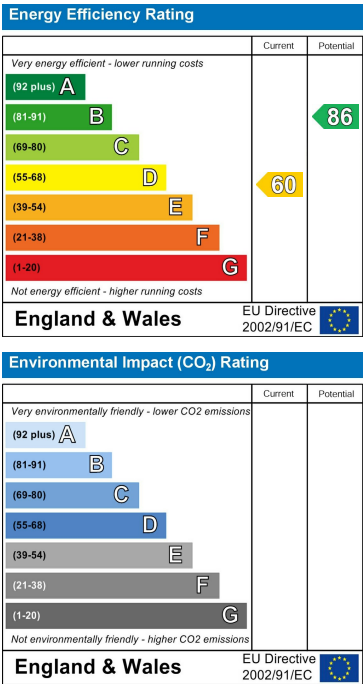 Energy Efficiency Rating
Current Potential
Very energy efficient - lower running costs
(92 plus) A
(81-91) B
86
(69-80) C
(55-68) D
60
(39-54) E
(21-38) F
(1-20) G
Not energy efficient - higher running costs
England & Wales
EU Directive
2002/91/EC
Environmental Impact (CO₂) Rating
Current Potential
Very environmentally friendly - lower CO2 emissions
(92 plus) A
(81-91) B
(69-80) C
(55-68) D
(39-54) E
(21-38) F
(1-20) G
Not environmentally friendly - higher CO2 emissions
England & Wales
EU Directive
2002/91/EC